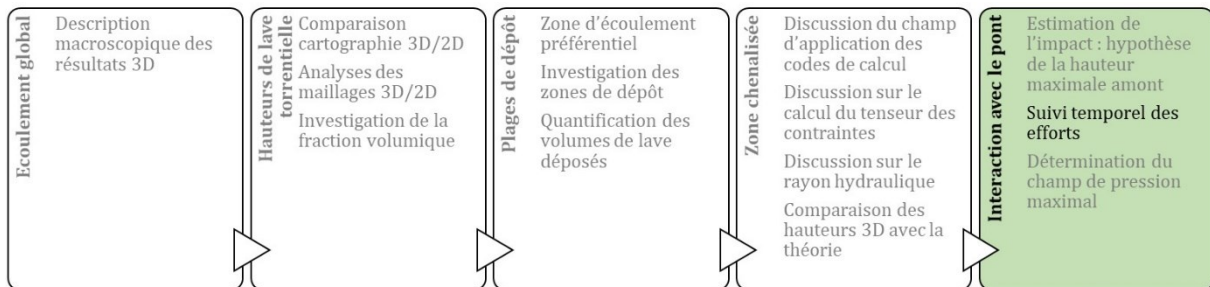 Ecoulement global
Description
macroscopique des
résultats 3D
Hauteurs de lave
torrentielle
Comparaison
cartographie 3D/2D
Analyses des
maillages 3D/2D
Investigation de la
fraction volumique
Plages de dépôt
Zone d'écoulement
préférentiel
Investigation des
zones de dépôt
Quantification des
volumes de lave
déposés
Zone chenalisée
Discussion du champ
d'application des
codes de calcul
Discussion sur le
calcul du tenseur des
contraintes
Discussion sur le
rayon hydraulique
Comparaison des
hauteurs 3D avec la
théorie
Interaction avec le pont
Estimation de
l'impact : hypothèse
de la hauteur
maximale amont
Suivi temporel des
efforts
Détermination du
champ de pression
maximal